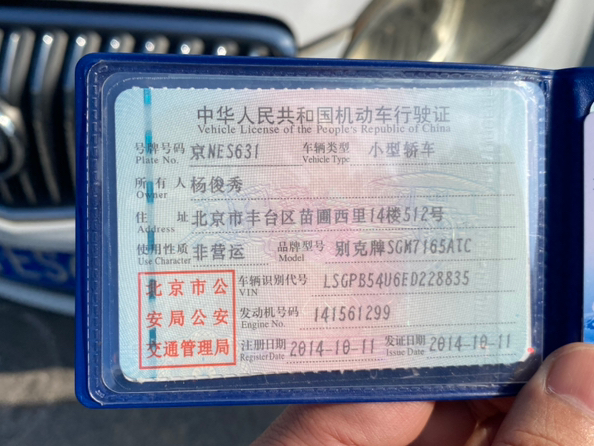 中华人民共和国机动车行驶证
Vehicle License of the People's Republic of China
号牌号码 京NES631 车辆类型 小型轿车
Plate No. Vehicle Type
所有人 杨俊秀
Owner
住址 北京市丰台区苗圃西里14楼512号
Address
使用性质 非营运 品牌型号 别克牌SGM7165ATC
Use Character Model
北京市公
安局公安
交通管理局
车辆识别代号 LSGPB54U6ED228835
VIN
发动机号码 141561299
Engine No.
注册日期 2014-10-11 发证日期 2014-10-11
Register Date Issue Date